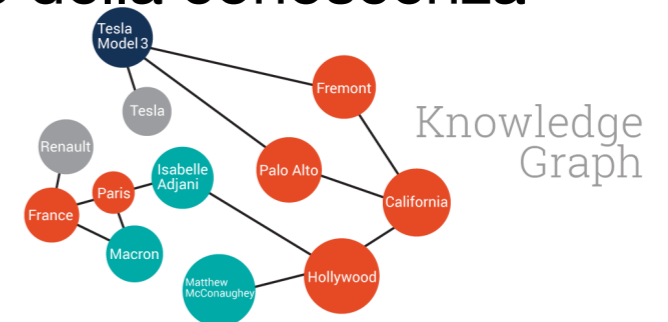 della conoscenza
Tesla
Model 3
Fremont
Tesla
Knowledge
Graph
Renault
Isabelle
Adjani
Palo Alto
Paris
California
France
Macron
Hollywood
Matthew
McConaughey